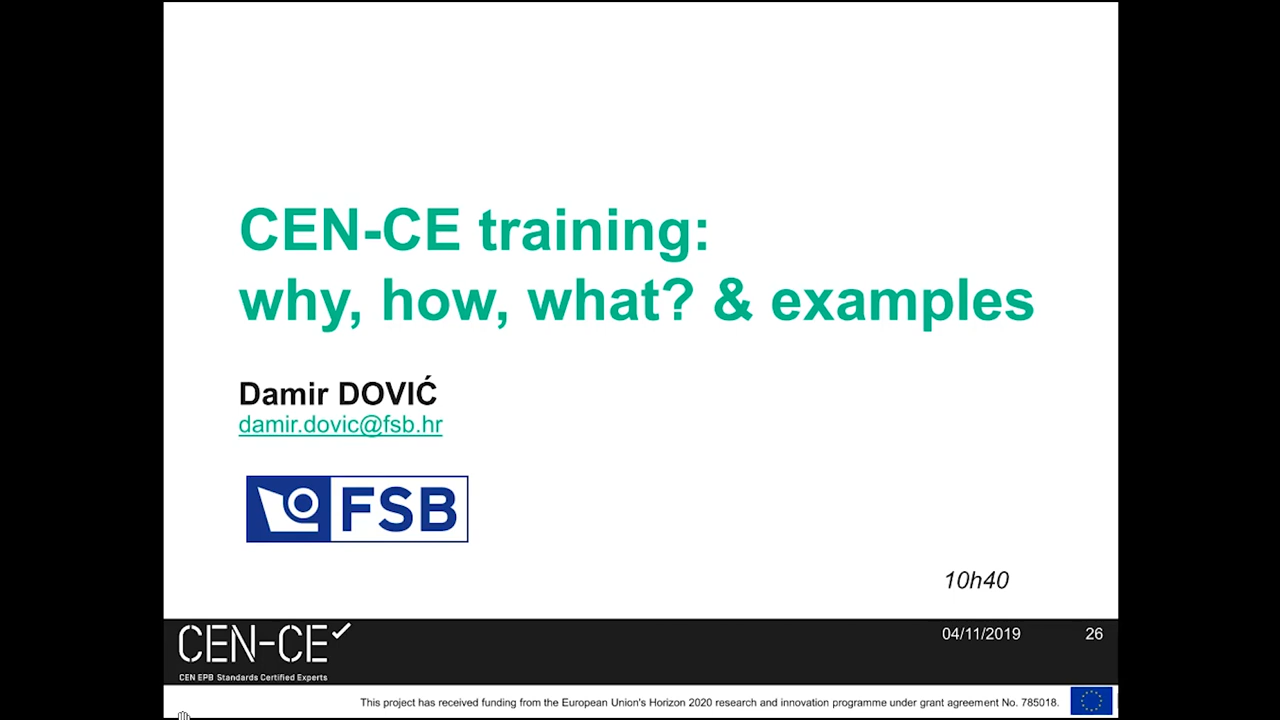 CEN-CE training:
why, how, what? & examples
Damir DOVIĆ
damir.dovic@fsb.hr
FSB
10h40
CEN-CE
CEN EPB Standards Certified Experts
04/11/2019
26
This project has received funding from the European Union's Horizon 2020 research and innovation programme under grant agreement No. 785018.